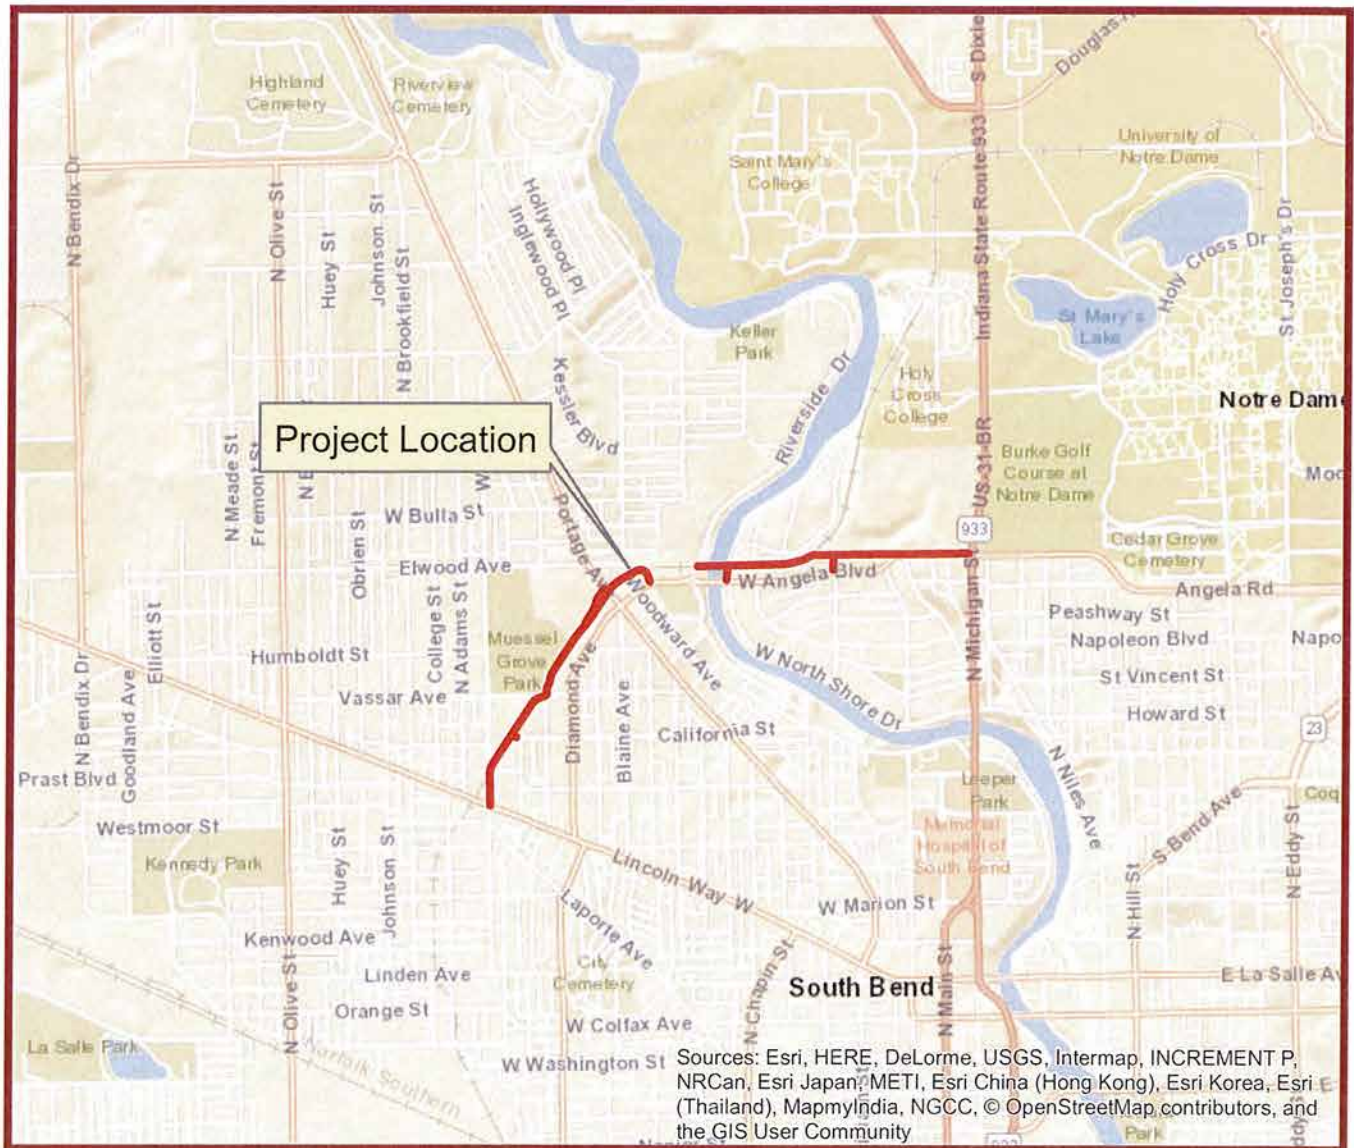 S Dixie
Douglas
Highland
Cemetery
Riverview
Cemetery
University of
Notre Dame
Saint Mary's
College
N Bendix Dr
N Olive St
Huey St
Johnson St
N Brookfield St
Hollywood Pl
Inglewood Pl
Indiana State Route 933
Holy Cross Dr
St Joseph's Dr
St Mary's
Lake
Keller
Park
Riverside Dr
Holy
Cross
College
Kessler Blvd
Notre Dame
Project Location
US-31-BR
Burke Golf
Course at
Notre Dame
N Meade St
Fremont St
W Bulla St
Portage Ave
933
Cedar Grove
Cemetery
Obrien St
Elwood Ave
W Angela Blvd
Angela Rd
College St
N Adams St
Woodward Ave
N Michigan St
Peashway St
Napoleon Blvd
Napo
Elliott St
Muessel
Grove
Park
Humboldt St
Diamond Ave
W North Shore Dr
St Vincent St
Vassar Ave
Howard St
N Bendix Dr
Goodland Ave
Blaine Ave
California St
23
Prast Blvd
N Niles Ave
Leeper
Park
Coq
Westmoor St
S Bend Ave
N Eddy St
Kennedy Park
Huey St
Johnson St
Memorial
Hospital of
South Bend
Lincoln Way W
N Hill St
W Marion St
Laporte Ave
Kenwood Ave
N Olive St
Linden Ave
City
Cemetery
N Chapin St
South Bend
N Main St
E La Salle Av
Orange St
W Colfax Ave
La Salle Park
Norfolk Southern
W Washington St
Sources: Esri, HERE, DeLorme, USGS, Intermap, INCREMENT P,
NRCan, Esri Japan, METI, Esri China (Hong Kong), Esri Korea, Esri
(Thailand), MapmyIndia, NGCC, © OpenStreetMap contributors, and
the GIS User Community
Park
933